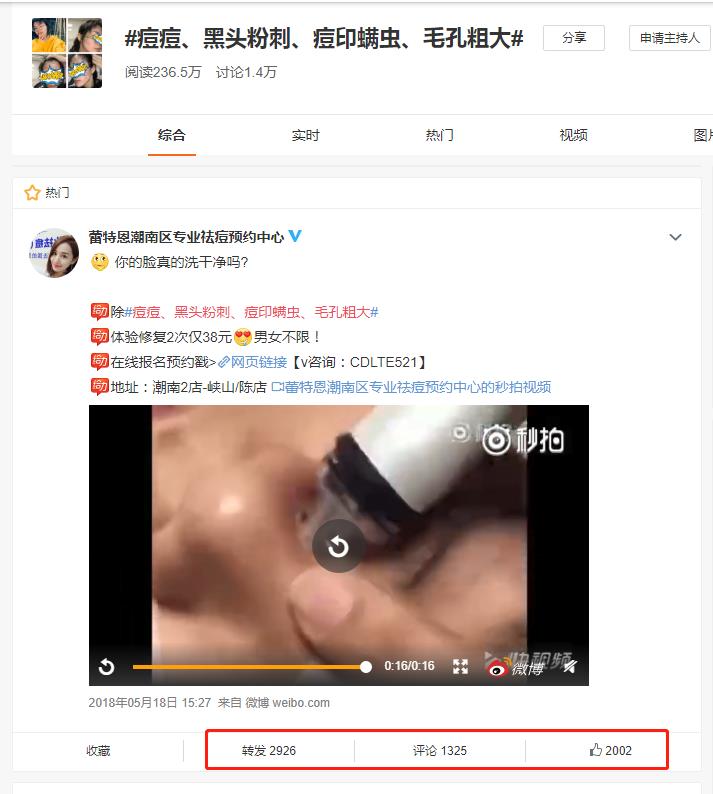 #痘痘、黑头粉刺、痘印螨虫、毛孔粗大#
分享
申请主持人
阅读236.5万 讨论1.4万
综合
实时
热门
视频
热门
蕾特恩潮南区专业祛痘预约中心
你的脸真的洗干净吗?
除#痘痘、黑头粉刺、痘印螨虫、毛孔粗大#
体验修复2次仅38元男女不限！
在线报名预约戳>网页链接【v咨询：CDLTE521】
地址：潮南2店-峡山/陈店 蕾特恩潮南区专业祛痘预约中心的秒拍视频
秒拍
0:16/0:16
微博
2018年05月18日 15:27 来自 微博 weibo.com
收藏
转发 2926
评论 1325
2002